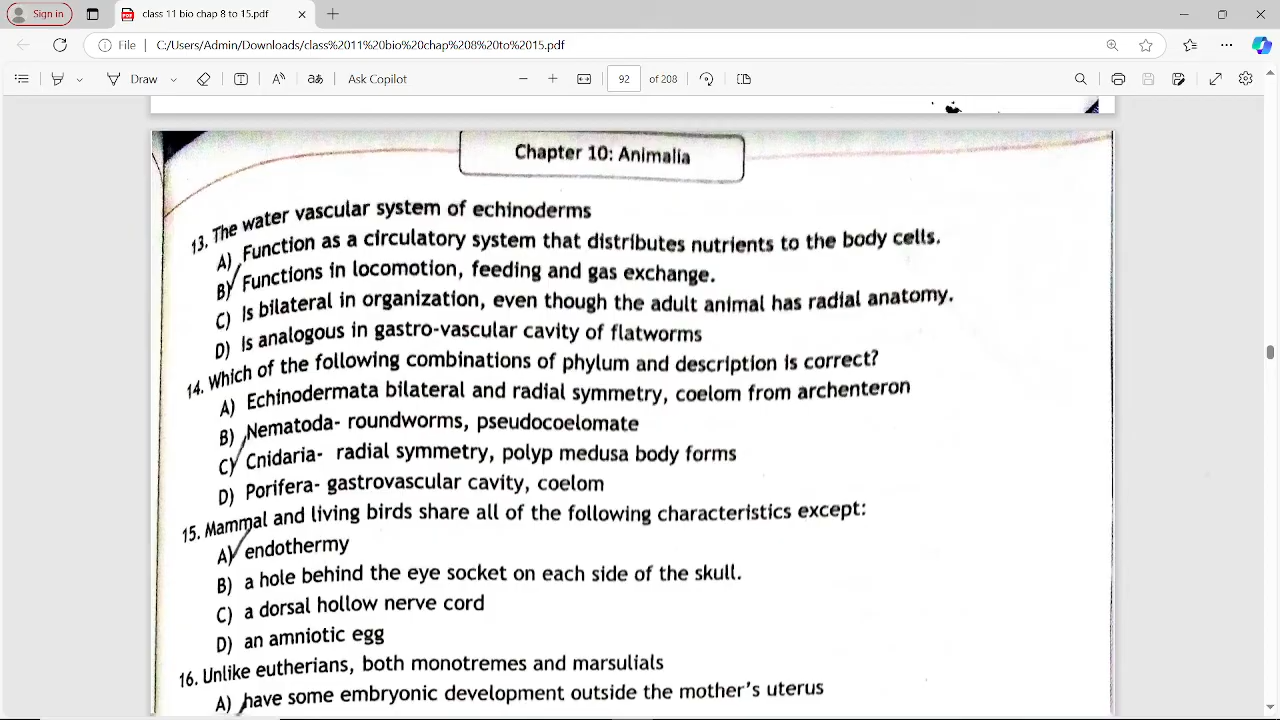 Sign in
class 11 bio chap 8 to 15.pdf
File C:/Users/Admin/Downloads/class%2011%20bio%20chap%208%20to%2015.pdf
Draw Ask Copilot 92 of 208
Chapter 10: Animalia
13. The water vascular system of echinoderms
A) Function as a circulatory system that distributes nutrients to the body cells.
B) Functions in locomotion, feeding and gas exchange.
C) Is bilateral in organization, even though the adult animal has radial anatomy.
D) Is analogous in gastro-vascular cavity of flatworms
14. Which of the following combinations of phylum and description is correct?
A) Echinodermata bilateral and radial symmetry, coelom from archenteron
B) Nematoda- roundworms, pseudocoelomate
C) Cnidaria- radial symmetry, polyp medusa body forms
D) Porifera- gastrovascular cavity, coelom
15. Mammal and living birds share all of the following characteristics except:
A) endothermy
B) a hole behind the eye socket on each side of the skull.
C) a dorsal hollow nerve cord
D) an amniotic egg
16. Unlike eutherians, both monotremes and marsulials
A) have some embryonic development outside the mother's uterus